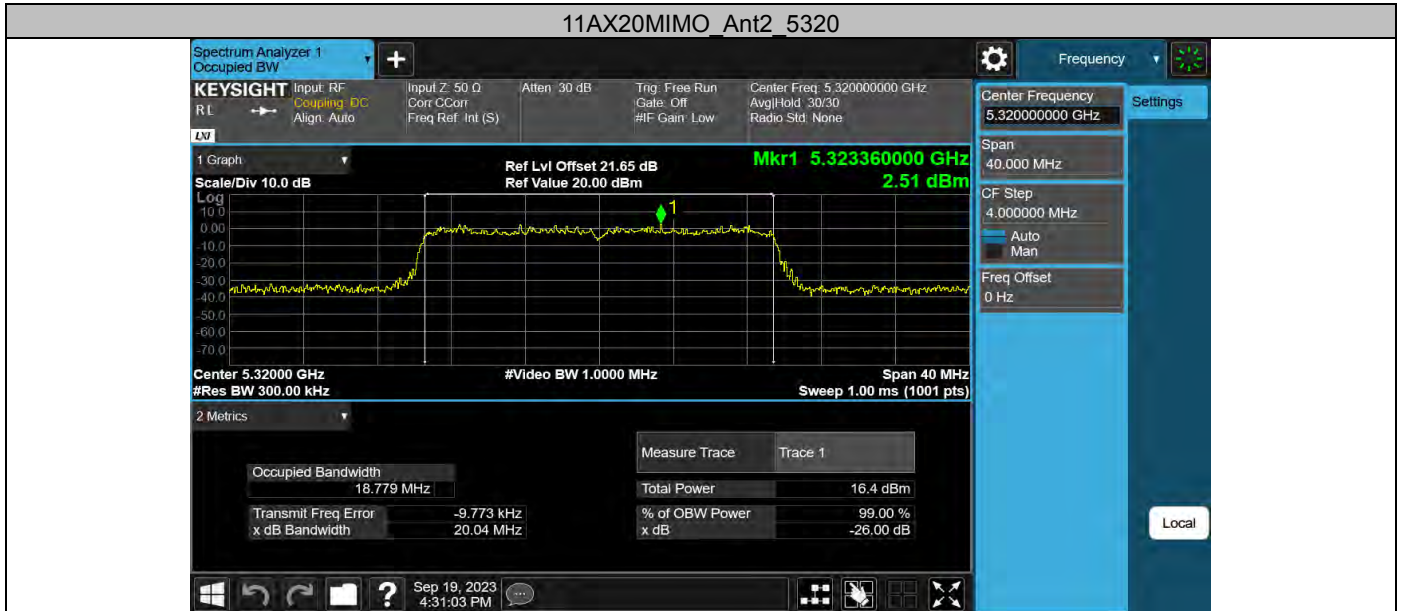 11AX20MIMO_Ant2_5320
Spectrum Analyzer 1
Occupied BW
+
Frequency
KEYSIGHT
RL
LXI
Input: RF
Coupling: DC
Align: Auto
Input Z: 50 Ω
Corr CCorr
Freq Ref: Int (S)
Atten: 30 dB
Trig: Free Run
Gate: Off
#IF Gain: Low
Center Freq: 5.320000000 GHz
Avg|Hold: 30/30
Radio Std: None
Center Frequency
5.320000000 GHz
Settings
Span
40.000 MHz
CF Step
4.000000 MHz
Auto
Man
Freq Offset
0 Hz
1 Graph
Scale/Div 10.0 dB
Ref Lvl Offset 21.65 dB
Ref Value 20.00 dBm
Mkr1 5.323360000 GHz
2.51 dBm
Log
10.0
0.00
-10.0
-20.0
-30.0
-40.0
-50.0
-60.0
-70.0
1
Center 5.32000 GHz
#Res BW 300.00 kHz
#Video BW 1.0000 MHz
Span 40 MHz
Sweep 1.00 ms (1001 pts)
2 Metrics
Measure Trace Trace 1
Occupied Bandwidth
18.779 MHz
Total Power 16.4 dBm
Transmit Freq Error -9.773 kHz
% of OBW Power 99.00 %
x dB Bandwidth 20.04 MHz
x dB -26.00 dB
Local
?
Sep 19, 2023
4:31:03 PM